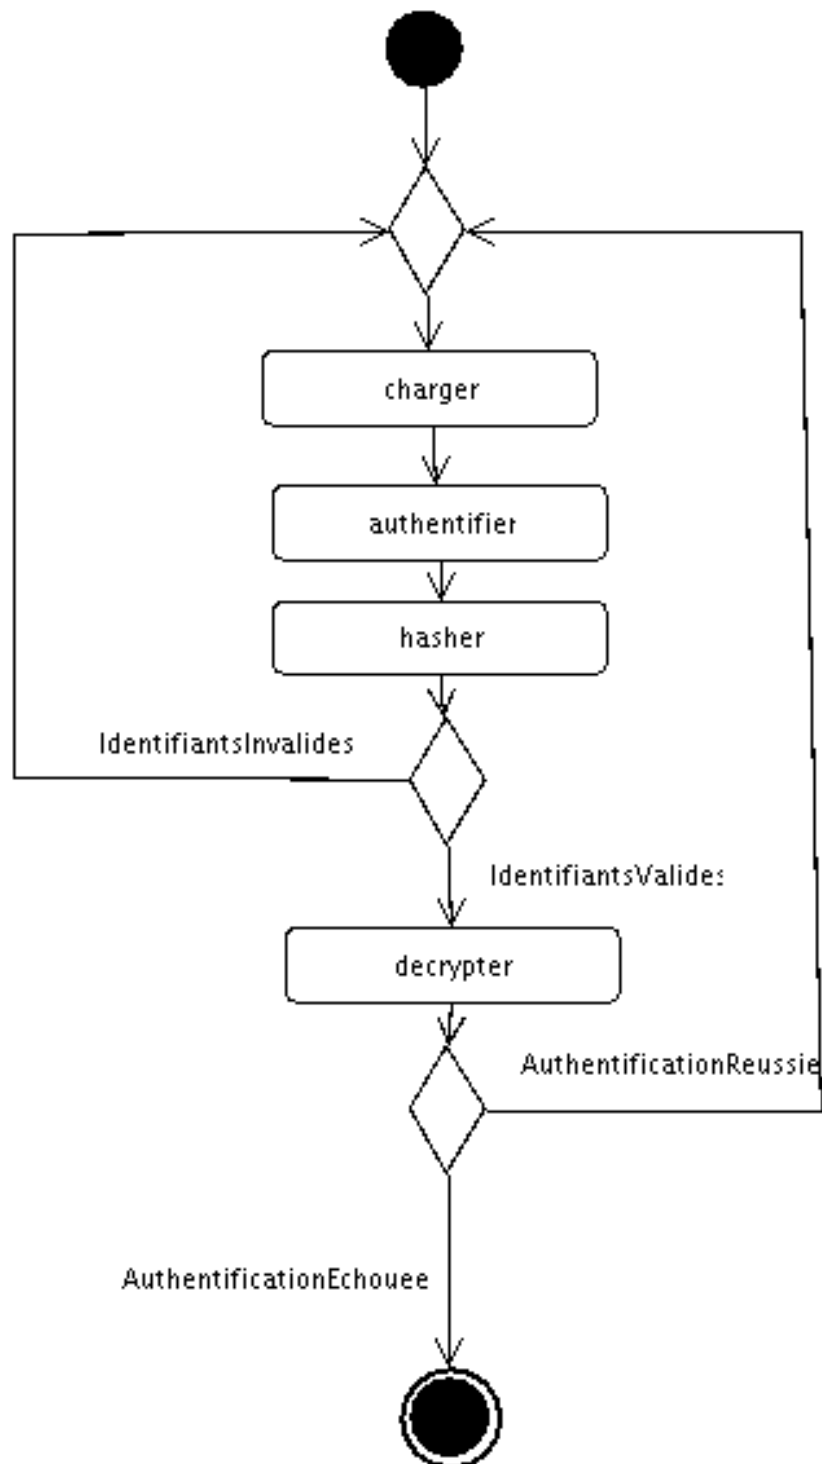 charger
authentifier
hasher
IdentifiantsInvalides
IdentifiantsValides
decrypter
AuthentificationReussie
AuthentificationEchouee